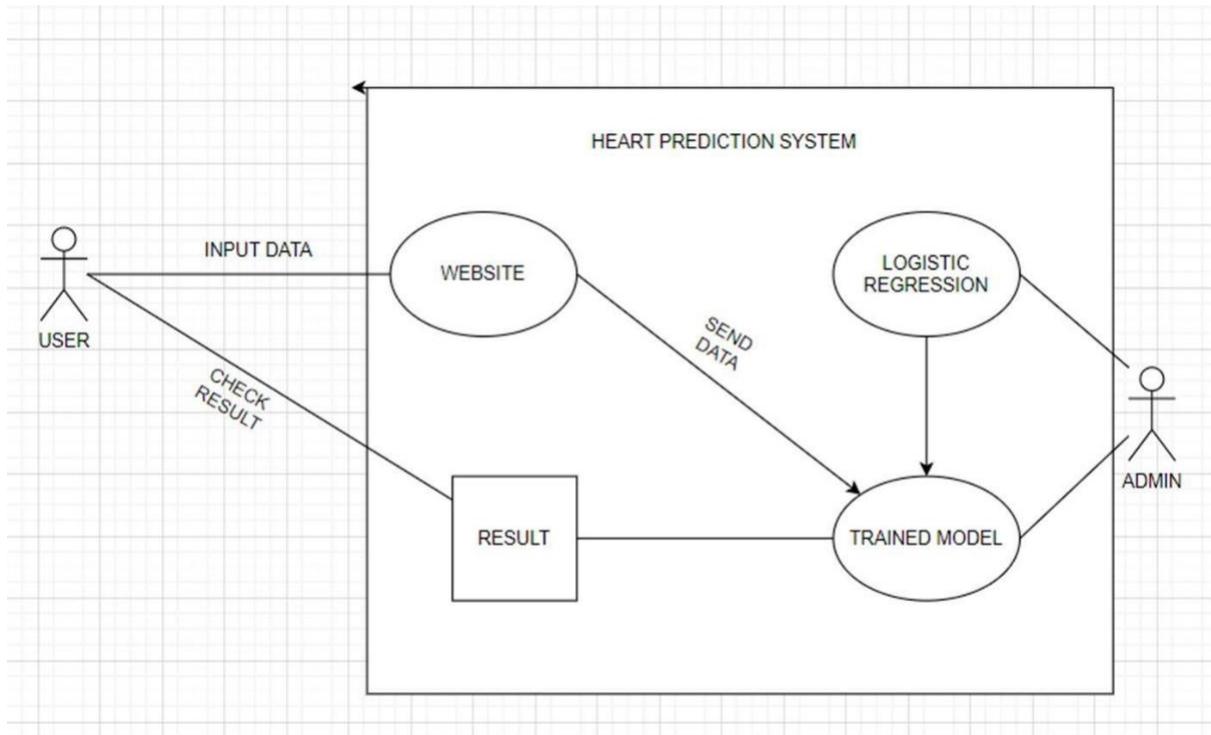 HEART PREDICTION SYSTEM
INPUT DATA
WEBSITE
LOGISTIC
REGRESSION
USER
SEND
DATA
CHECK
RESULT
ADMIN
RESULT
TRAINED MODEL